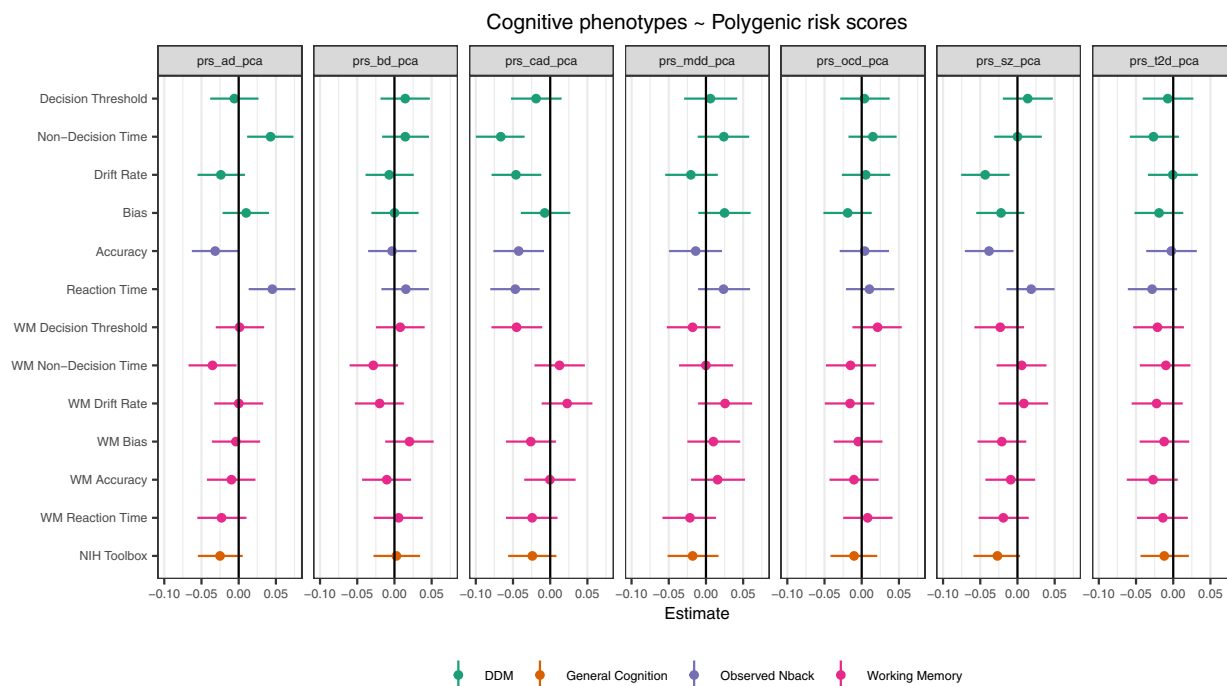 Cognitive phenotypes ~ Polygenic risk scores
prs_ad_pca prs_bd_pca prs_cad_pca prs_mdd_pca prs_ocd_pca prs_sz_pca prs_t2d_pca
Decision Threshold
Non−Decision Time
Drift Rate
Bias
Accuracy
Reaction Time
WM Decision Threshold
WM Non−Decision Time
WM Drift Rate
WM Bias
WM Accuracy
WM Reaction Time
NIH Toolbox
−0.10 −0.05 0.00 0.05 −0.10 −0.05 0.00 0.05 −0.10 −0.05 0.00 0.05 −0.10 −0.05 0.00 0.05 −0.10 −0.05 0.00 0.05 −0.10 −0.05 0.00 0.05 −0.10 −0.05 0.00 0.05
Estimate
DDM General Cognition Observed Nback Working Memory